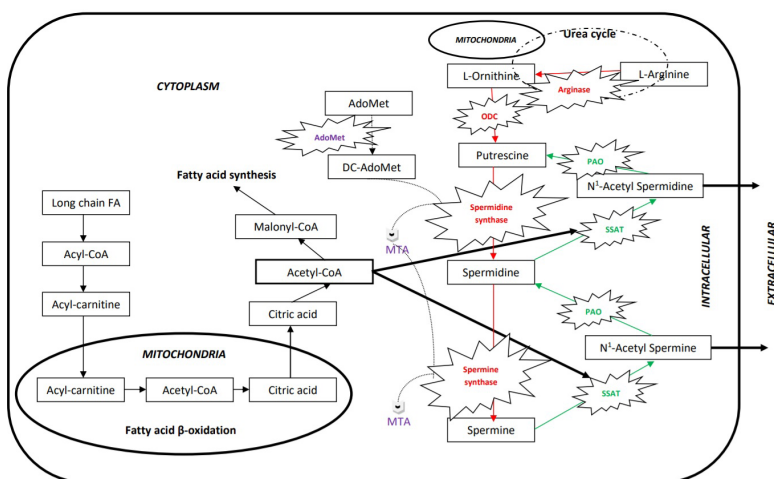 MITOCHONDRIA
Urea cycle
L-Ornithine
L-Arginine
Arginase
CYTOPLASM
AdoMet
ODC
AdoMet
Putrescine
PAO
DC-AdoMet
Fatty acid synthesis
N¹-Acetyl Spermidine
Long chain FA
Spermidine
synthase
Malonyl-CoA
SSAT
MTA
Acyl-CoA
Acetyl-CoA
Spermidine
INTRACELLULAR
EXTRACELLULAR
Acyl-carnitine
Citric acid
PAO
MITOCHONDRIA
N¹-Acetyl Spermine
Spermine
synthase
Acyl-carnitine
Acetyl-CoA
Citric acid
SSAT
MTA
Fatty acid β-oxidation
Spermine